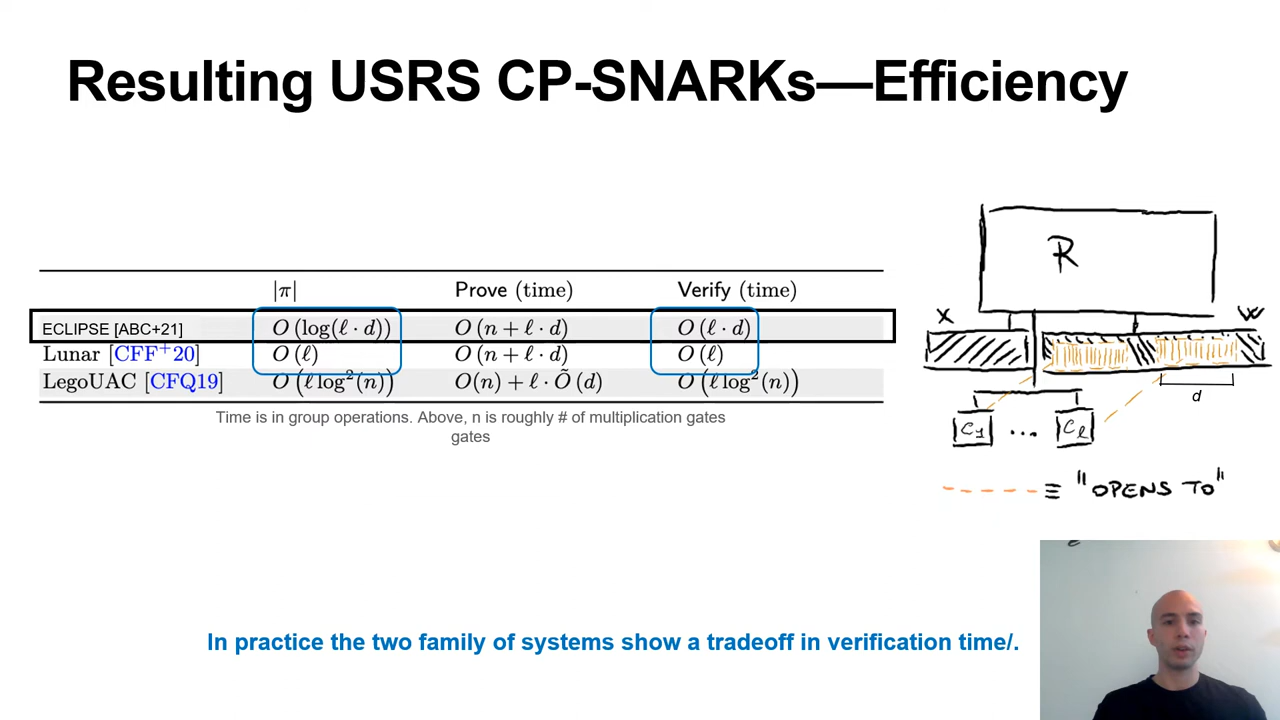 Resulting USRS CP-SNARKs—Efficiency
|π| Prove (time) Verify (time)
ECLIPSE [ABC+21] O (log(ℓ · d)) O (n + ℓ · d) O (ℓ · d)
Lunar [CFF⁺20] O (ℓ) O (n + ℓ · d) O (ℓ)
LegoUAC [CFQ19] O (ℓ log²(n)) O(n) + ℓ · Õ (d) O (ℓ log²(n))
Time is in group operations. Above, n is roughly # of multiplication gates
gates
R
X W
d
C₁ ... Cℓ
≡ "OPENS TO"
In practice the two family of systems show a tradeoff in verification time/.